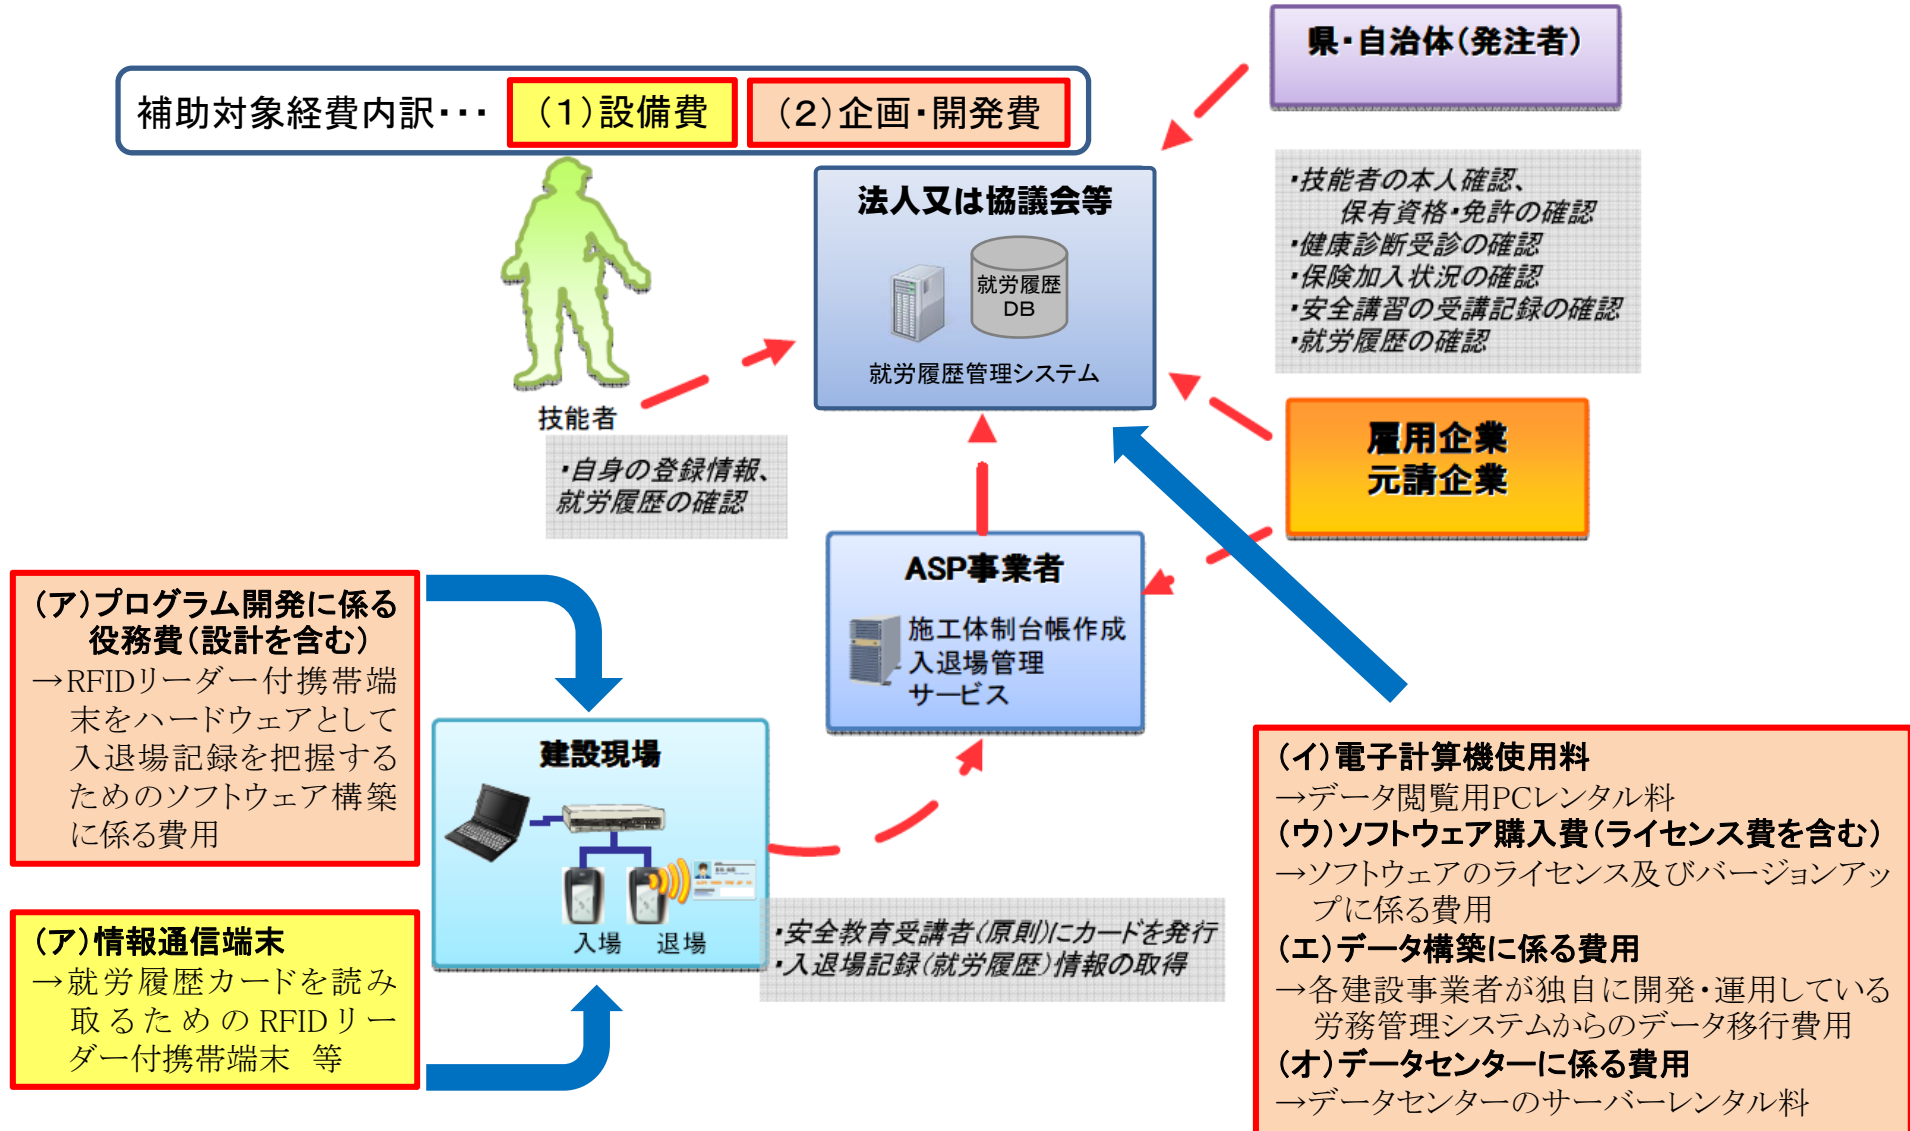 県・自治体(発注者)
補助対象経費内訳・・・
(1)設備費
(2)企画・開発費
法人又は協議会等
就労履歴
DB
就労履歴管理システム
・技能者の本人確認、
保有資格・免許の確認
・健康診断受診の確認
・保険加入状況の確認
・安全講習の受講記録の確認
・就労履歴の確認
技能者
・自身の登録情報、
就労履歴の確認
雇用企業
元請企業
ASP事業者
施工体制台帳作成
入退場管理
サービス
(ア)プログラム開発に係る
役務費(設計を含む)
→RFIDリーダー付携帯端
末をハードウェアとして
入退場記録を把握する
ためのソフトウェア構築
に係る費用
建設現場
入場
退場
・安全教育受講者(原則)にカードを発行
・入退場記録(就労履歴)情報の取得
(ア)情報通信端末
→就労履歴カードを読み
取るための RFIDリー
ダー付携帯端末 等
(イ)電子計算機使用料
→データ閲覧用PCレンタル料
(ウ)ソフトウェア購入費(ライセンス費を含む)
→ソフトウェアのライセンス及びバージョンアッ
プに係る費用
(エ)データ構築に係る費用
→各建設事業者が独自に開発・運用している
労務管理システムからのデータ移行費用
(オ)データセンターに係る費用
→データセンターのサーバーレンタル料